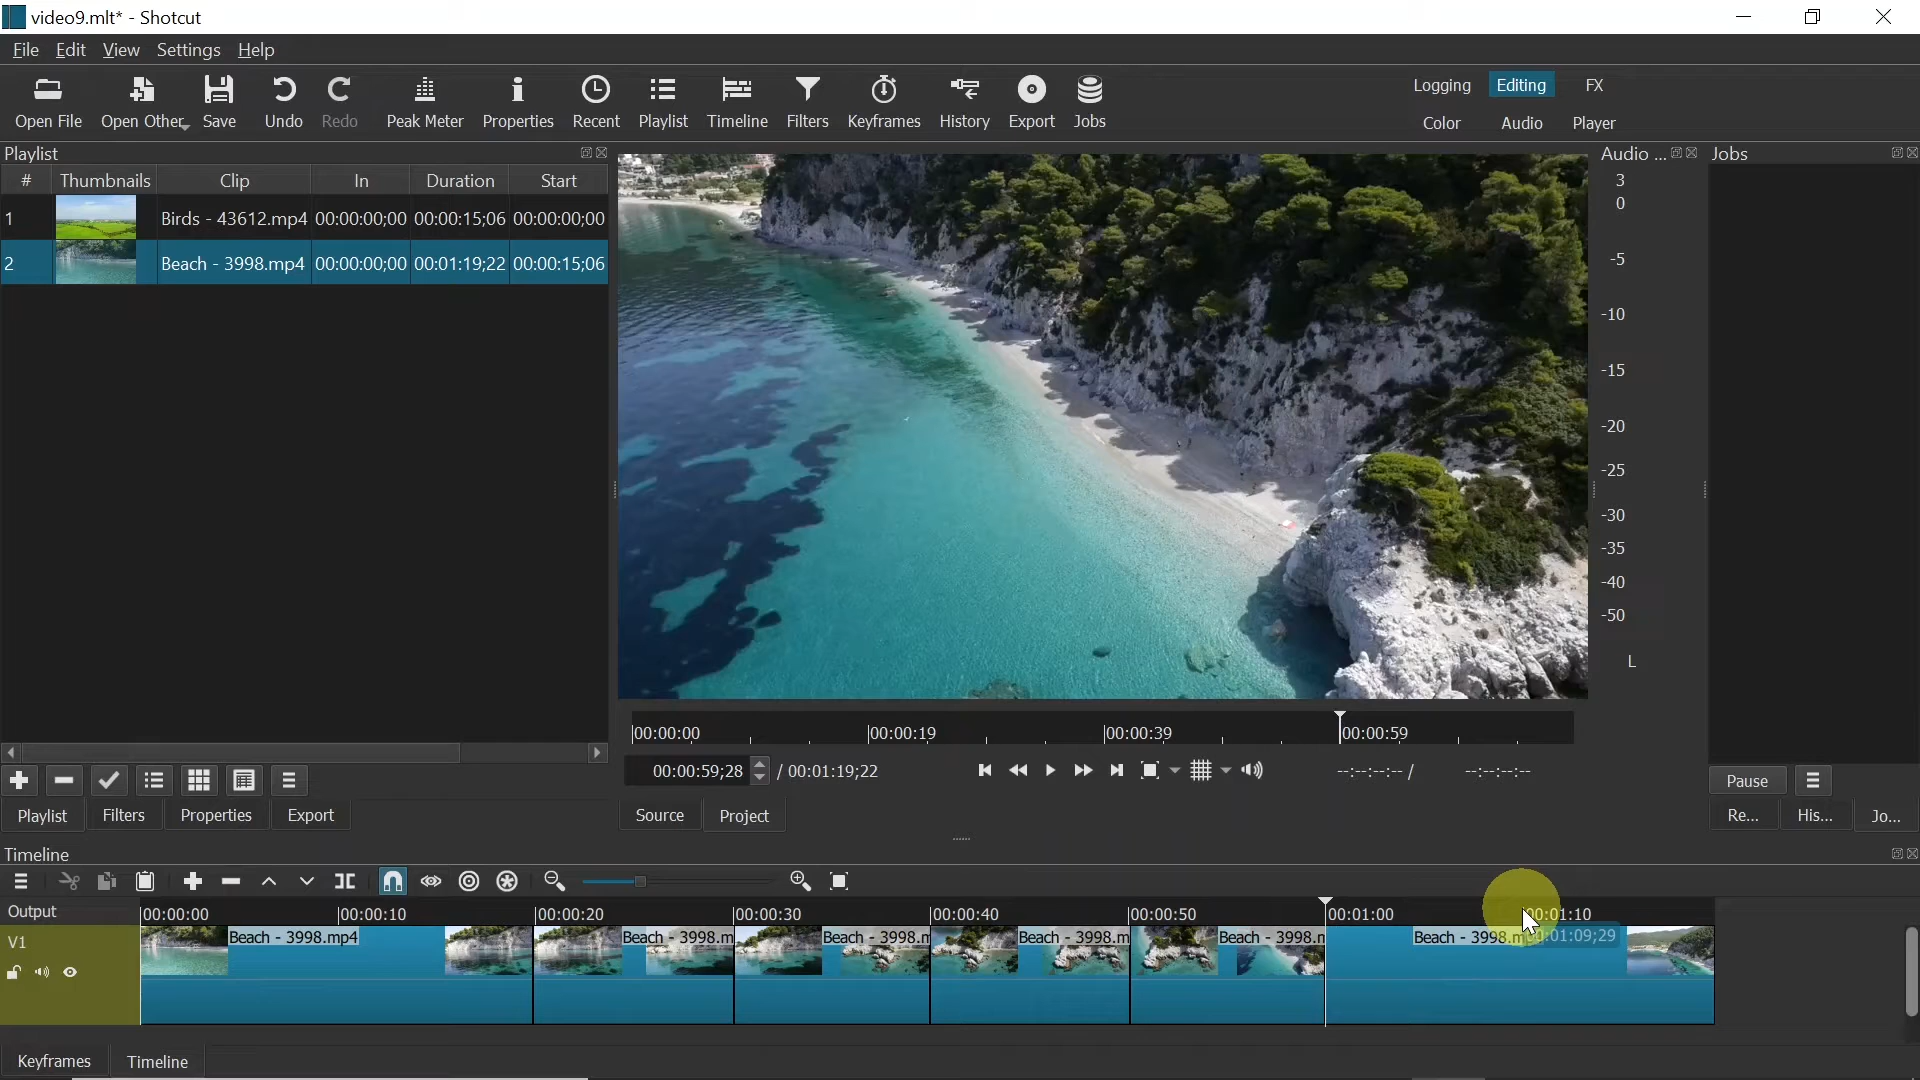 video9.mlt* - Shotcut
File Edit View Settings Help
Open File Open Other Save Undo Redo Peak Meter Properties Recent Playlist Timeline Filters Keyframes History Export Jobs
Logging Editing FX
Color Audio Player
Playlist
# Thumbnails Clip In Duration Start
1 Birds - 43612.mp4 00:00:00;00 00:00:15;06 00:00:00;00
2 Beach - 3998.mp4 00:00:00;00 00:01:19;22 00:00:15;06
Playlist Filters Properties Export
00:00:00 00:00:19 00:00:39 00:00:59
00:00:59;28 / 00:01:19;22 --:--:--:-- / --:--:--:--
Source Project
Audio ...
3
0
-5
-10
-15
-20
-25
-30
-35
-40
-50
L
Jobs
Pause
Re... His... Jo...
Timeline
Output 00:00:00 00:00:10 00:00:20 00:00:30 00:00:40 00:00:50 00:01:00 00:01:10
V1 Beach - 3998.mp4 Beach - 3998.m Beach - 3998.m Beach - 3998.m Beach - 3998.m Beach - 3998.m :01:09;29
Keyframes Timeline